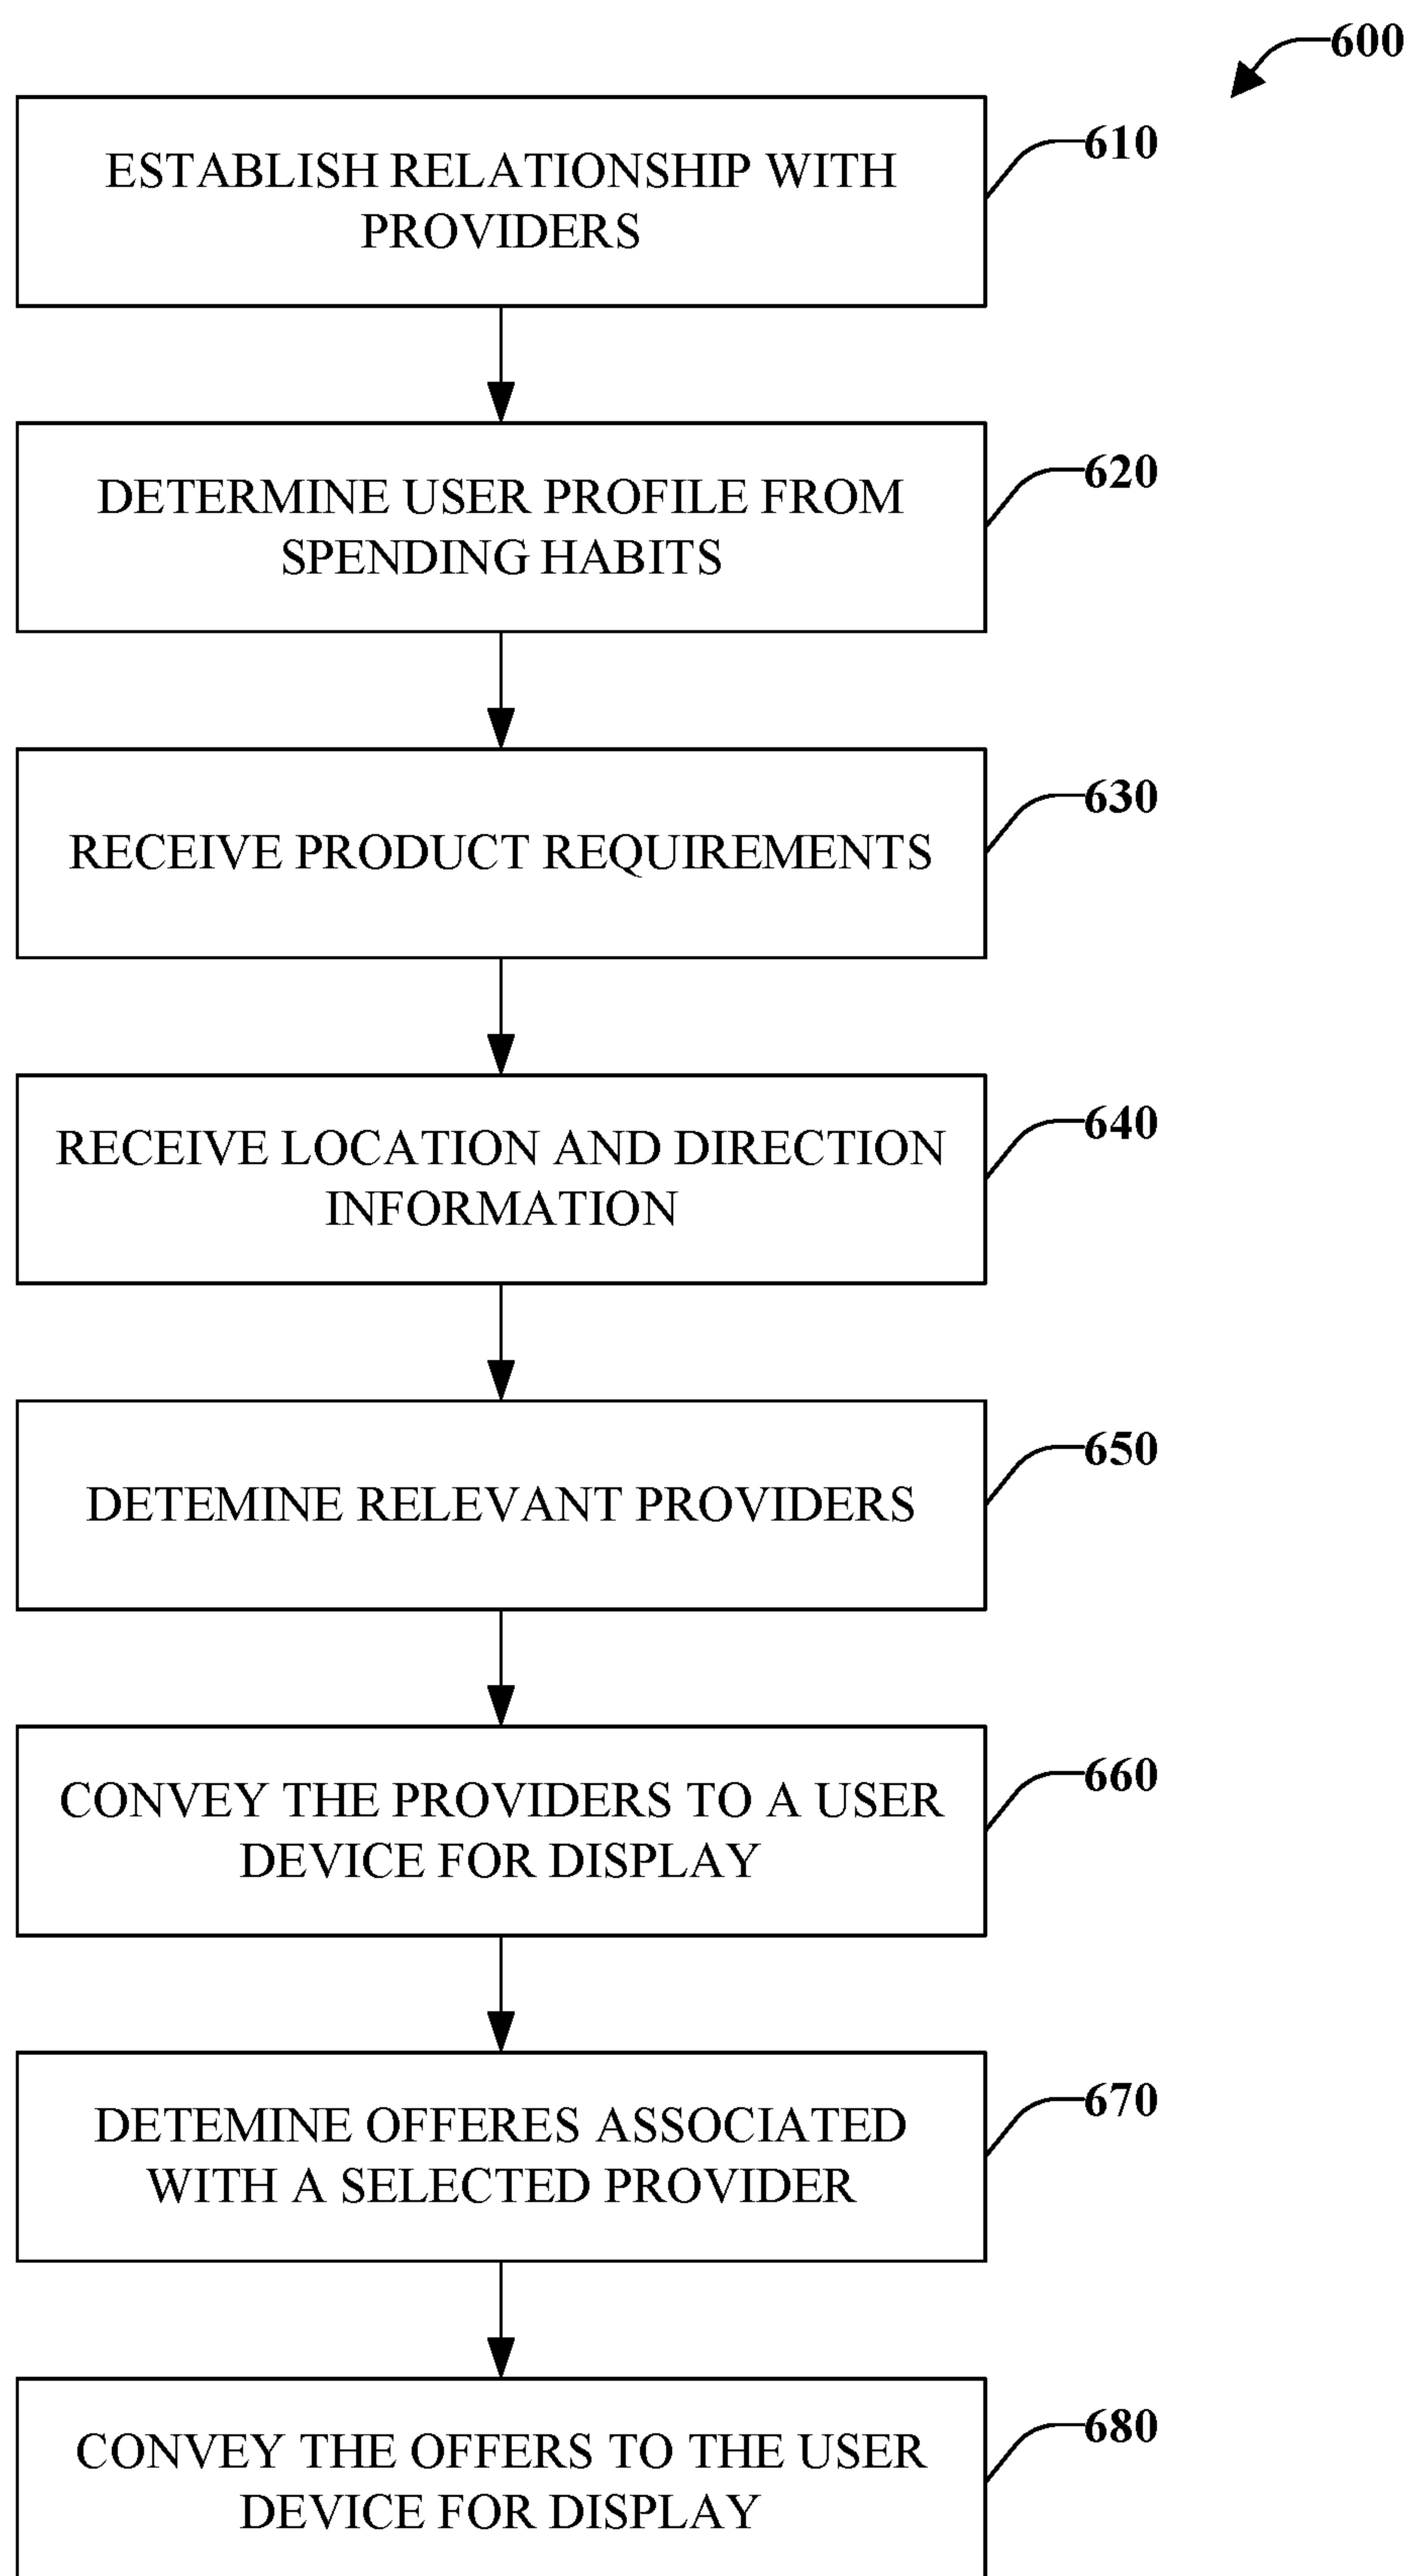 600
ESTABLISH RELATIONSHIP WITH
PROVIDERS
610
DETERMINE USER PROFILE FROM
SPENDING HABITS
620
RECEIVE PRODUCT REQUIREMENTS
630
RECEIVE LOCATION AND DIRECTION
INFORMATION
640
DETEMINE RELEVANT PROVIDERS
650
CONVEY THE PROVIDERS TO A USER
DEVICE FOR DISPLAY
660
DETEMINE OFFERES ASSOCIATED
WITH A SELECTED PROVIDER
670
CONVEY THE OFFERS TO THE USER
DEVICE FOR DISPLAY
680